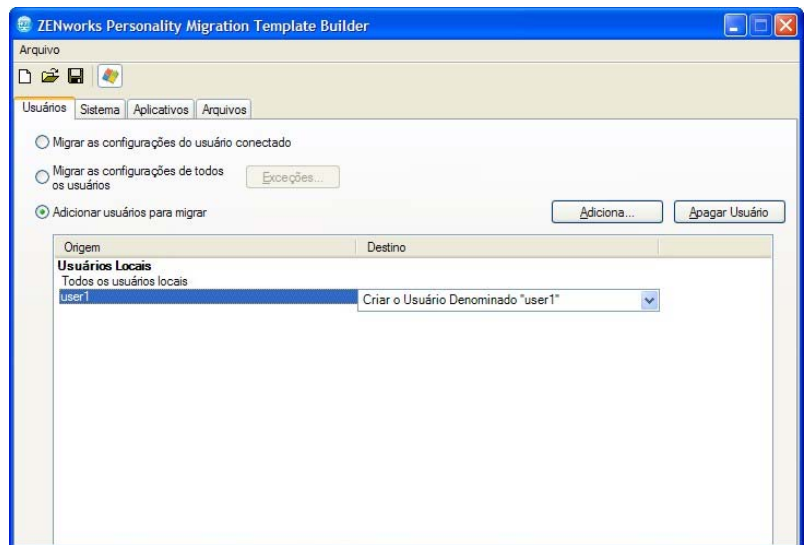 ZENworks Personality Migration Template Builder
Arquivo
Usuários Sistema Aplicativos Arquivos
Migrar as configurações do usuário conectado
Migrar as configurações de todos
os usuários
Exceções...
Adicionar usuários para migrar
Adiciona...
Apagar Usuário
Origem Destino
Usuários Locais
Todos os usuários locais
user1 Criar o Usuário Denominado "user1"